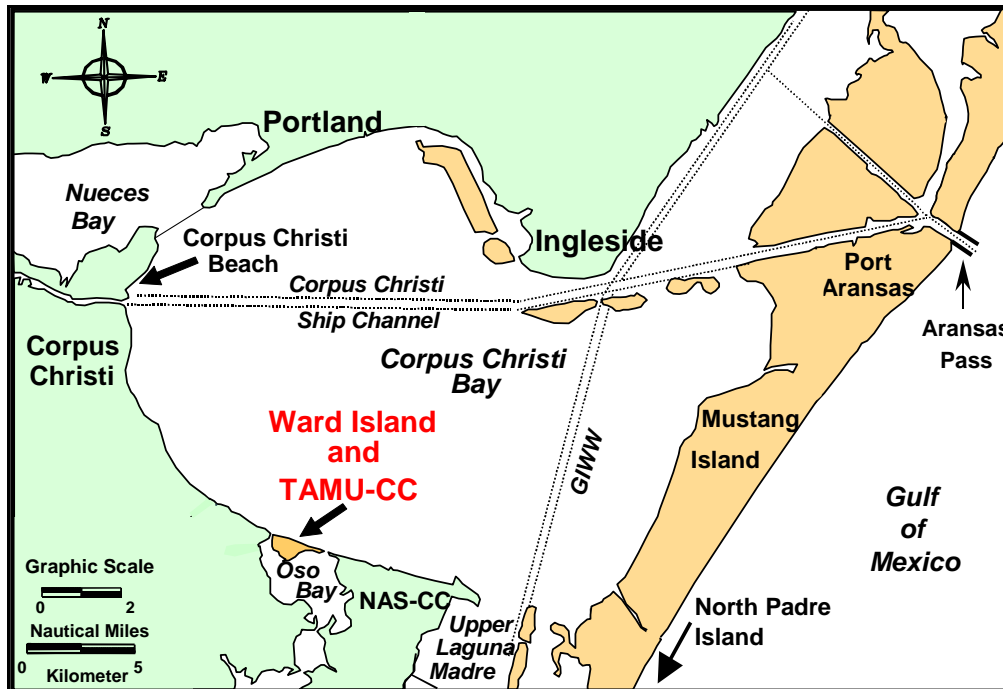 N
W E
S
Portland
Nueces
Bay
Corpus Christi
Beach
Ingleside
Corpus Christi
Ship Channel
Port
Aransas
Aransas
Pass
Corpus
Christi
Corpus Christi
Bay
Ward Island
and
TAMU-CC
GIWW
Mustang
Island
Gulf
of
Mexico
Graphic Scale
0 2
Nautical Miles
0 5
Kilometer
Oso
Bay
NAS-CC
Upper
Laguna
Madre
North Padre
Island